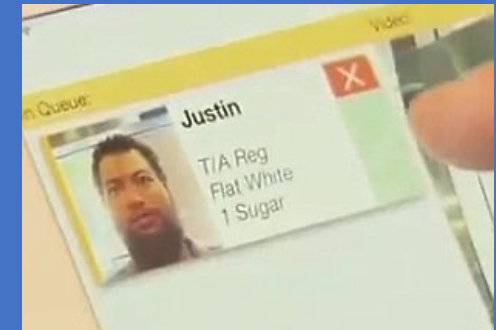 Video
n Queue:
Justin
X
T/A Reg
Flat White
1 Sugar